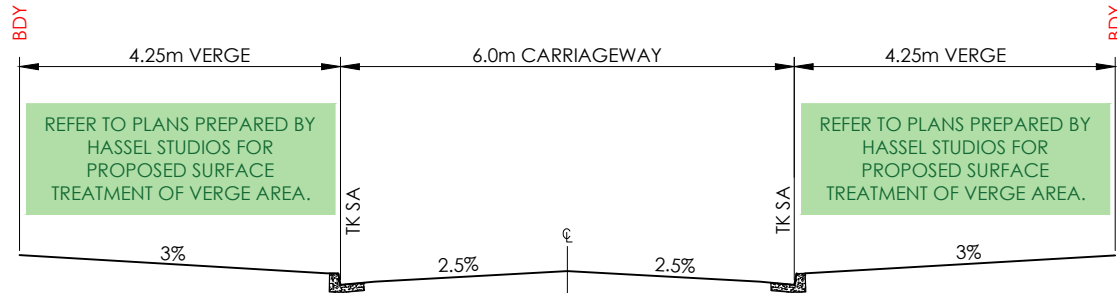 BDY
BDY
4.25m VERGE
6.0m CARRIAGEWAY
4.25m VERGE
REFER TO PLANS PREPARED BY
HASSEL STUDIOS FOR
PROPOSED SURFACE
TREATMENT OF VERGE AREA.
REFER TO PLANS PREPARED BY
HASSEL STUDIOS FOR
PROPOSED SURFACE
TREATMENT OF VERGE AREA.
TK SA
TK SA
℄
3%
2.5%
2.5%
3%